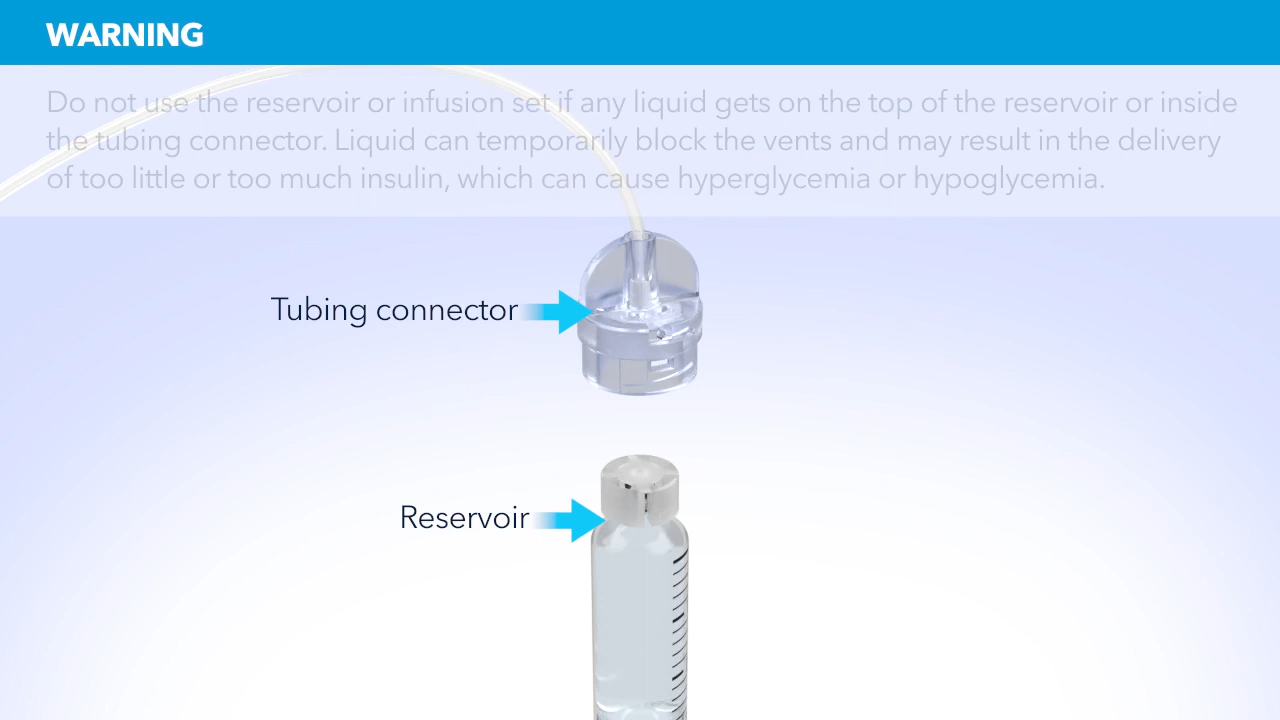 WARNING
Do not use the reservoir or infusion set if any liquid gets on the top of the reservoir or inside
the tubing connector. Liquid can temporarily block the vents and may result in the delivery
of too little or too much insulin, which can cause hyperglycemia or hypoglycemia.
Tubing connector
Reservoir